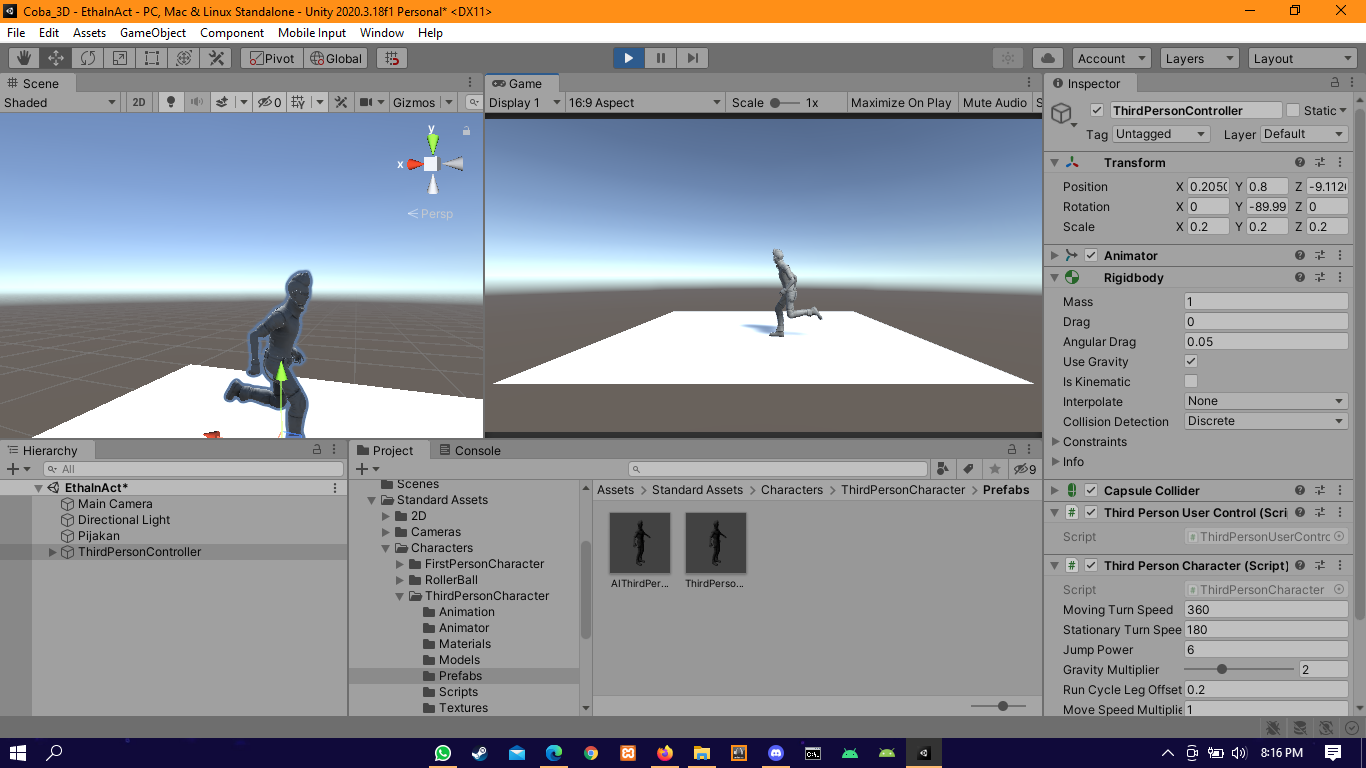 Coba_3D - EthaInAct - PC, Mac & Linux Standalone - Unity 2020.3.18f1 Personal* <DX11>
File Edit Assets GameObject Component Mobile Input Window Help
Pivot Global Account Layers Layout
Scene
Shaded 2D 0 Gizmos
y
x
Persp
Game
Display 1 16:9 Aspect Scale 1x Maximize On Play Mute Audio S
Inspector
ThirdPersonController Static
Tag Untagged Layer Default
Transform
Position X 0.2050 Y 0.8 Z -9.1120
Rotation X 0 Y -89.99 Z 0
Scale X 0.2 Y 0.2 Z 0.2
Animator
Rigidbody
Mass 1
Drag 0
Angular Drag 0.05
Use Gravity
Is Kinematic
Interpolate None
Collision Detection Discrete
Constraints
Info
Capsule Collider
# Third Person User Control (Scri
Script ThirdPersonUserContro
# Third Person Character (Script)
Script ThirdPersonCharacter
Moving Turn Speed 360
Stationary Turn Spee 180
Jump Power 6
Gravity Multiplier 2
Run Cycle Leg Offset 0.2
Move Speed Multiplie 1
Hierarchy
All
EthaInAct*
Main Camera
Directional Light
Pijakan
ThirdPersonController
Project Console
9
Scenes
Standard Assets
2D
Cameras
Characters
FirstPersonCharacter
RollerBall
ThirdPersonCharacter
Animation
Animator
Materials
Models
Prefabs
Scripts
Textures
Assets > Standard Assets > Characters > ThirdPersonCharacter > Prefabs
AIThirdPer... ThirdPerso...
8:16 PM